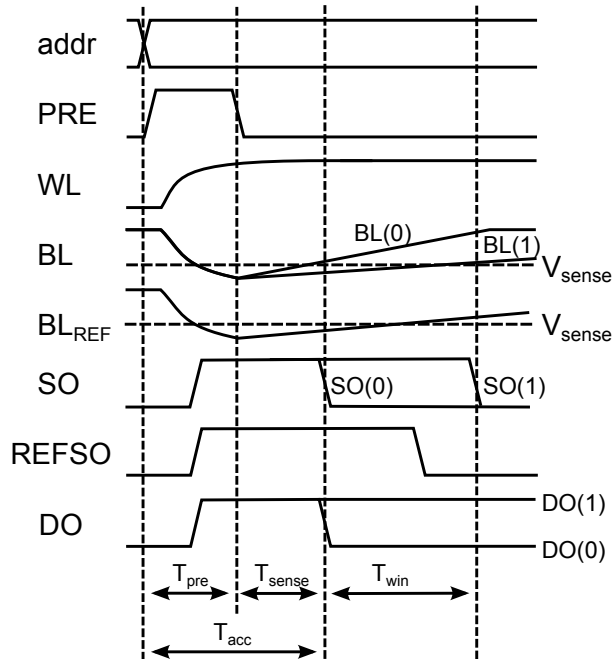 addr
PRE
WL
BL
BL(0)
BL(1)
V_sense
BL_REF
V_sense
SO
SO(0)
SO(1)
REFSO
DO
DO(1)
DO(0)
T_pre
T_sense
T_win
T_acc